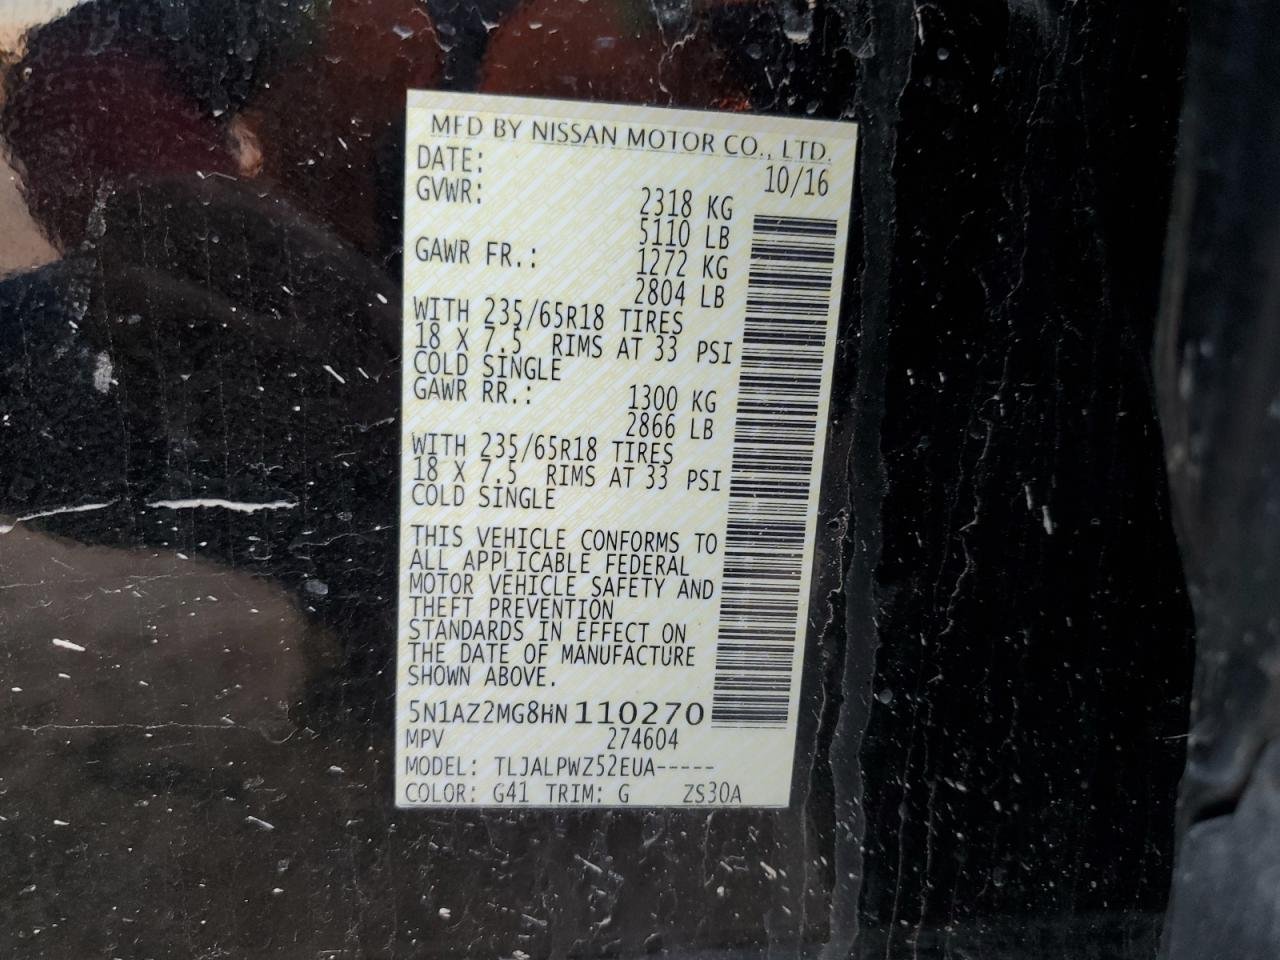 MFD BY NISSAN MOTOR CO., LTD.
DATE: 10/16
GVWR: 2318 KG
5110 LB
GAWR FR.: 1272 KG
2804 LB
WITH 235/65R18 TIRES
18 X 7.5 RIMS AT 33 PSI
COLD SINGLE
GAWR RR.: 1300 KG
2866 LB
WITH 235/65R18 TIRES
18 X 7.5 RIMS AT 33 PSI
COLD SINGLE
THIS VEHICLE CONFORMS TO
ALL APPLICABLE FEDERAL
MOTOR VEHICLE SAFETY AND
THEFT PREVENTION
STANDARDS IN EFFECT ON
THE DATE OF MANUFACTURE
SHOWN ABOVE.
5N1AZ2MG8HN110270
MPV 274604
MODEL: TLJALPWZ52EUA-----
COLOR: G41 TRIM: G ZS30A